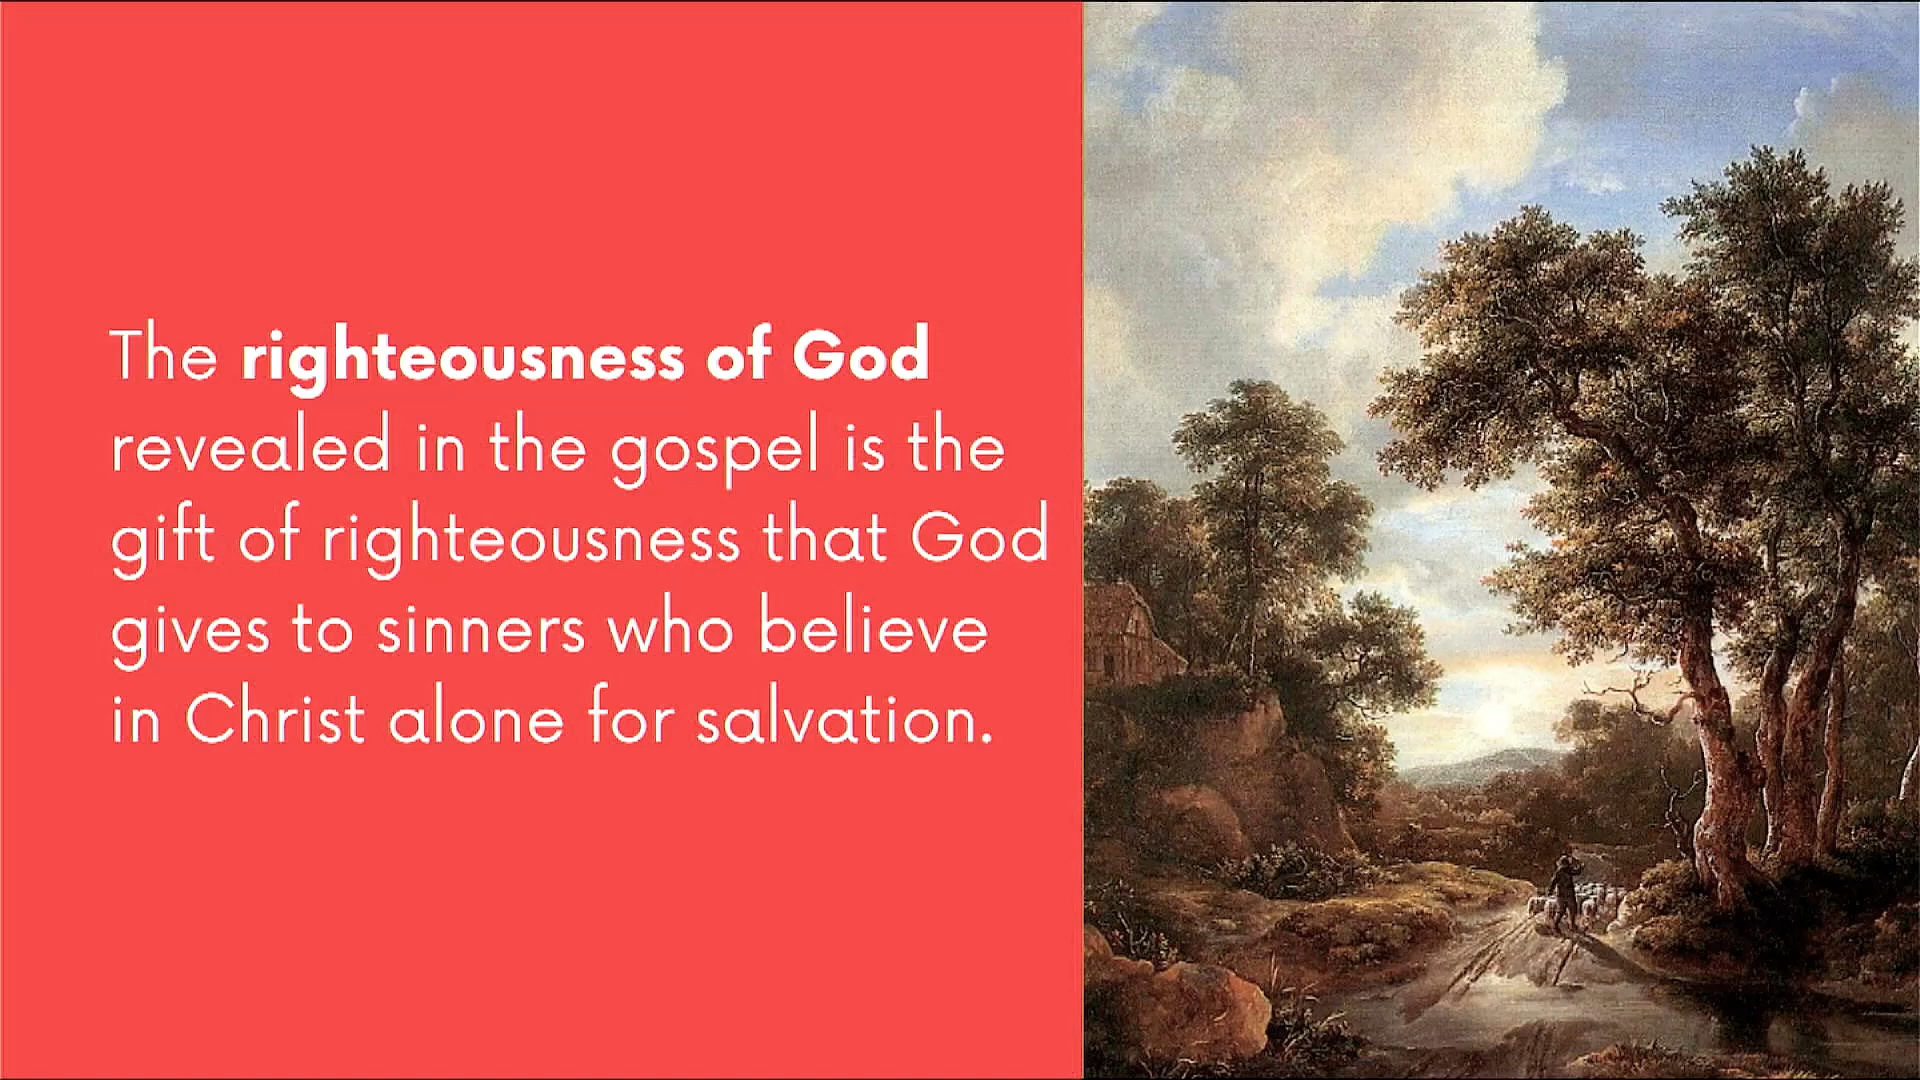 The righteousness of God
revealed in the gospel is the
gift of righteousness that God
gives to sinners who believe
in Christ alone for salvation.